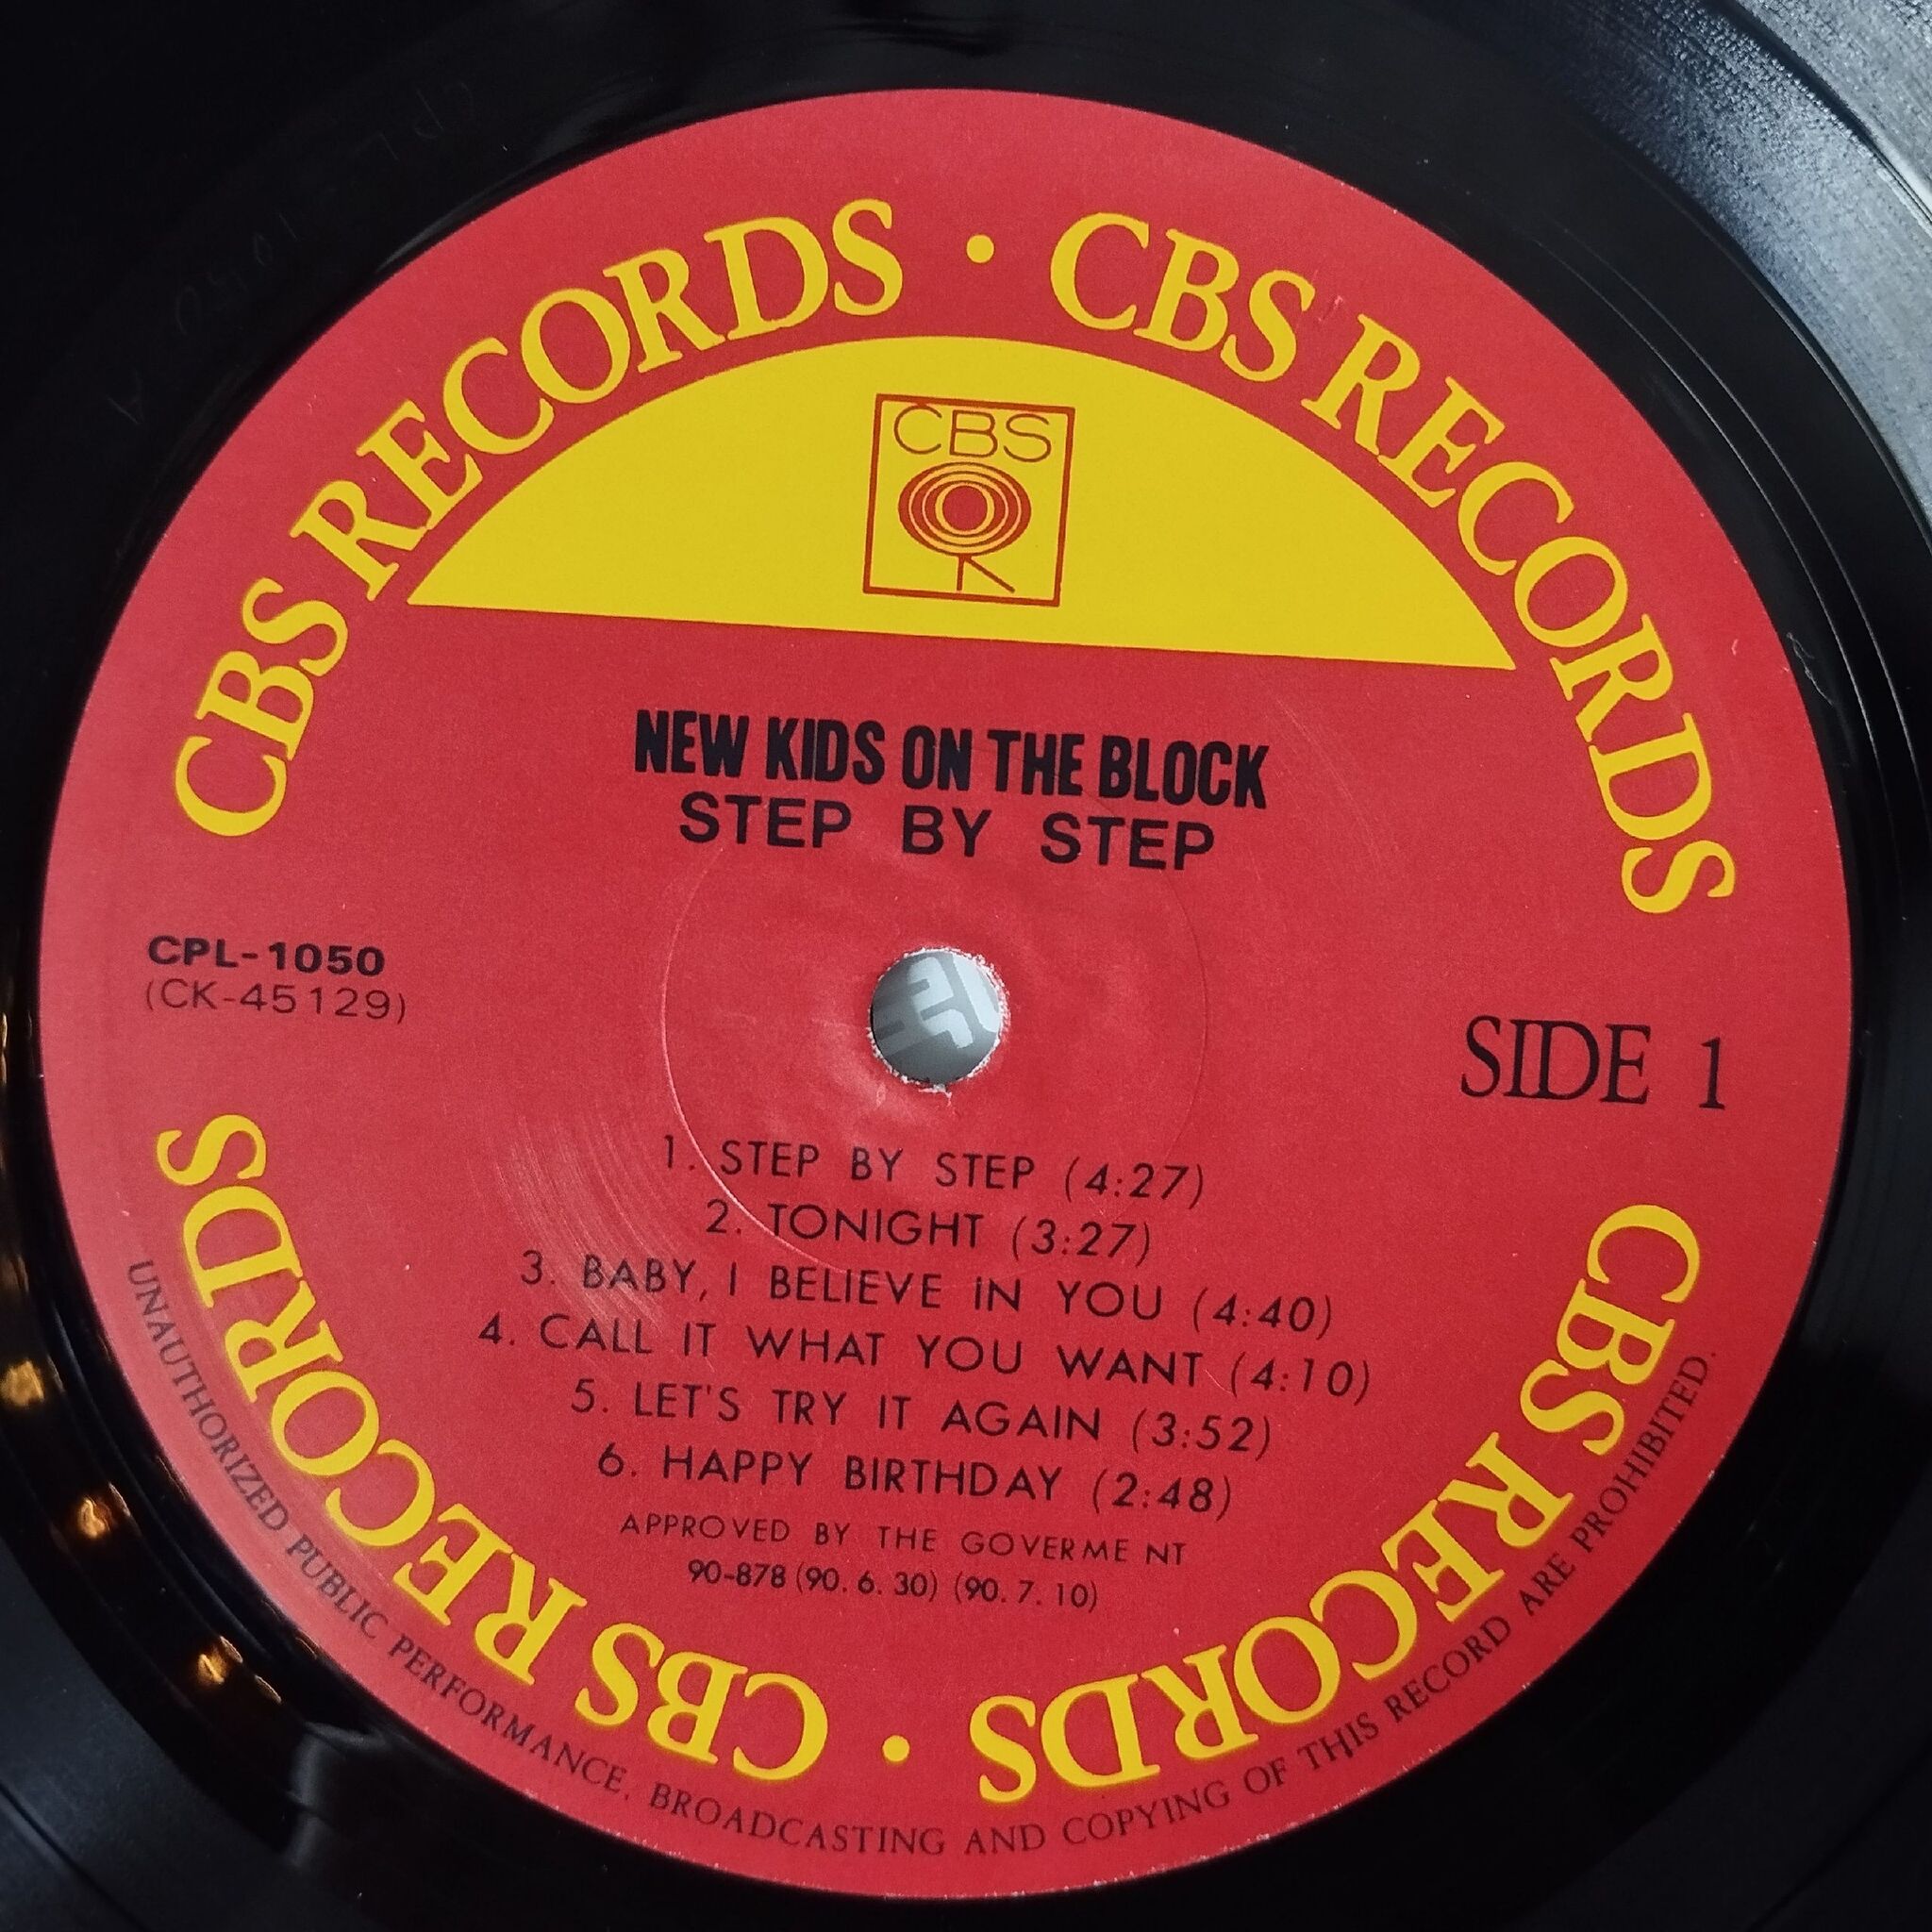 CBS RECORDS • CBS RECORDS
CBS
NEW KIDS ON THE BLOCK
STEP BY STEP
CPL-1050
(CK-45129)
SIDE 1
1. STEP BY STEP (4:27)
2. TONIGHT (3:27)
3. BABY, I BELIEVE IN YOU (4:40)
4. CALL IT WHAT YOU WANT (4:10)
5. LET'S TRY IT AGAIN (3:52)
6. HAPPY BIRTHDAY (2:48)
APPROVED BY THE GOVERME NT
90-878 (90. 6. 30) (90. 7. 10)
CBS RECORDS • CBS RECORDS
UNAUTHORIZED PUBLIC PERFORMANCE, BROADCASTING AND COPYING OF THIS RECORD ARE PROHIBITED.